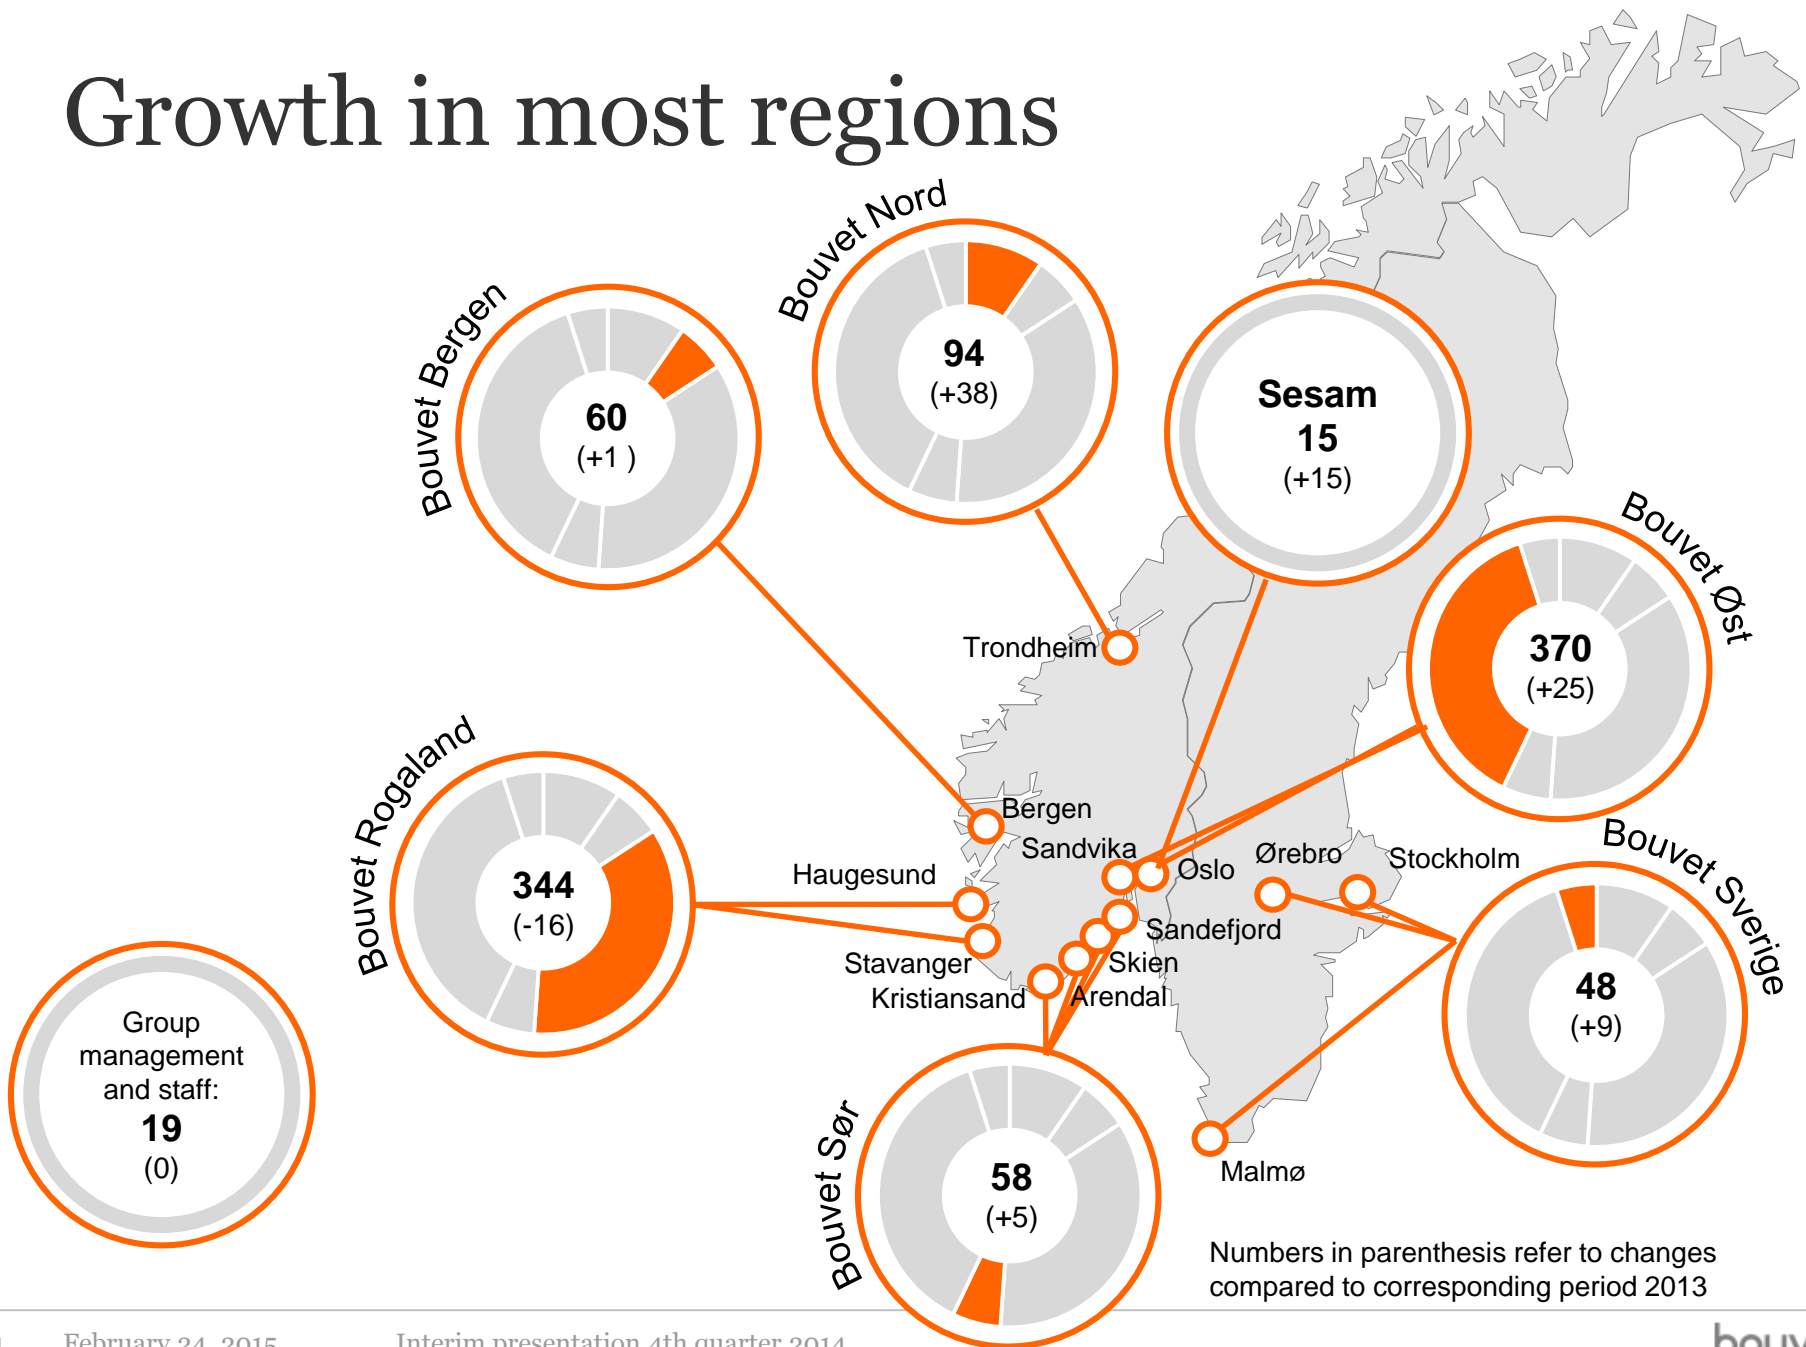 Growth in most regions
Bouvet Nord
94
(+38)
Bouvet Bergen
60
(+1 )
Sesam
15
(+15)
Bouvet Øst
370
(+25)
Trondheim
Bouvet Rogaland
344
(-16)
Bergen
Sandvika
Oslo
Ørebro
Stockholm
Haugesund
Sandefjord
Stavanger
Skien
Kristiansand
Arendal
Bouvet Sverige
48
(+9)
Group
management
and staff:
19
(0)
Bouvet Sør
58
(+5)
Malmø
Numbers in parenthesis refer to changes
compared to corresponding period 2013
February 24, 2015
Interim presentation 4th quarter 2014